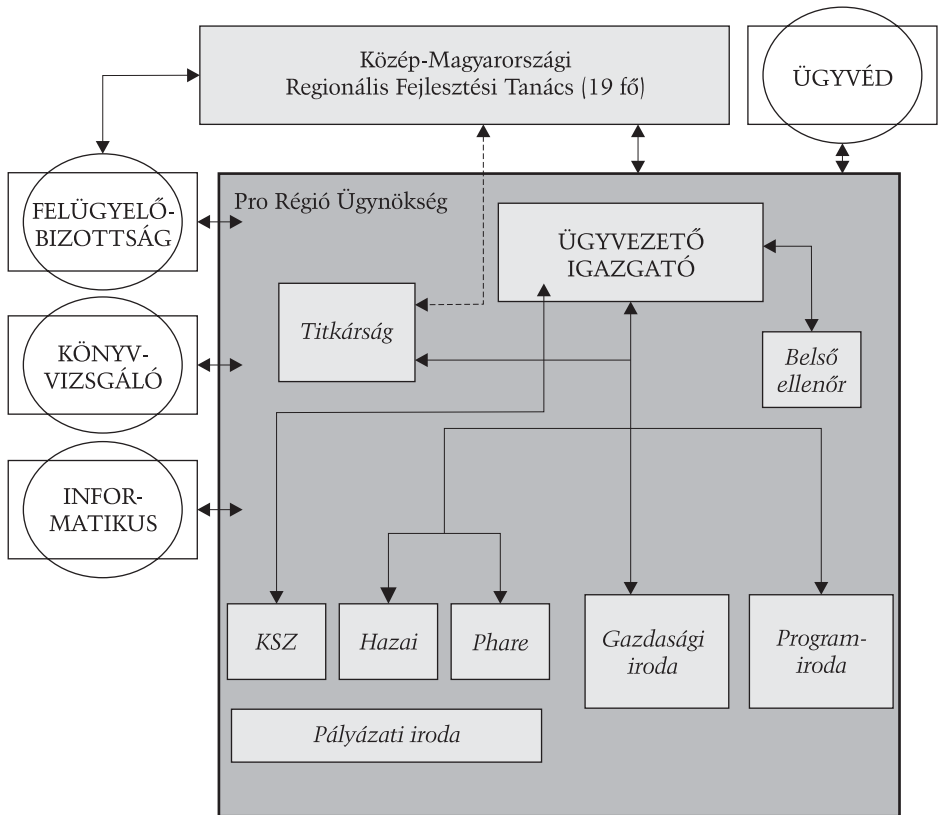 Közép-Magyarországi
Regionális Fejlesztési Tanács (19 fő)
ÜGYVÉD
FELÜGYELŐ-
BIZOTTSÁG
Pro Régió Ügynökség
ÜGYVEZETŐ
IGAZGATÓ
Titkárság
KÖNYV-
VIZSGÁLÓ
Belső
ellenőr
INFOR-
MATIKUS
KSZ
Hazai
Phare
Gazdasági
iroda
Program-
iroda
Pályázati iroda